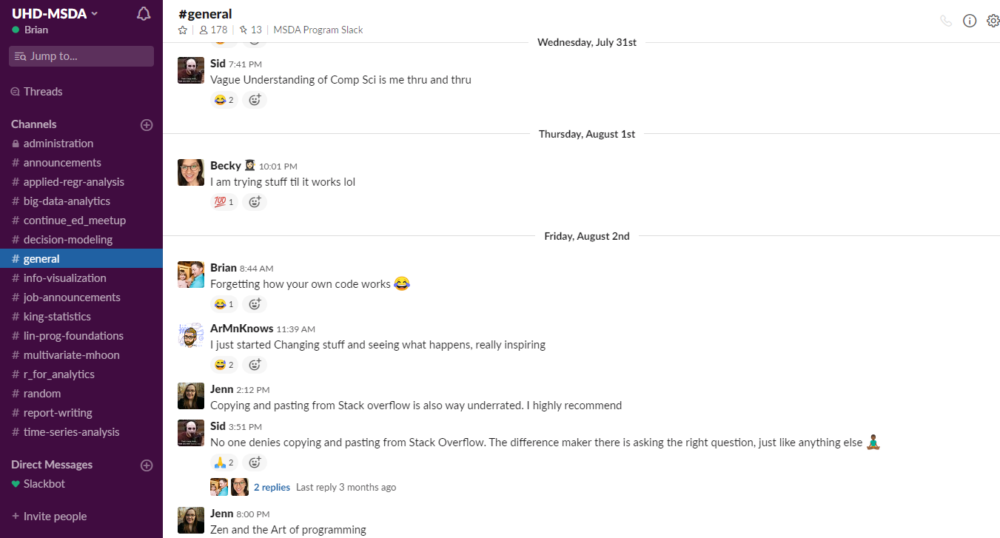 UHD-MSDA
Brian
Jump to...
Threads
Channels
administration
# announcements
# applied-regr-analysis
# big-data-analytics
# continue_ed_meetup
# decision-modeling
# general
# info-visualization
# job-announcements
# king-statistics
# lin-prog-foundations
# multivariate-mhoon
# r_for_analytics
# random
# report-writing
# time-series-analysis
Direct Messages
Slackbot
+ Invite people
#general
178 | 13 | MSDA Program Slack
Wednesday, July 31st
Sid 7:41 PM
Vague Understanding of Comp Sci is me thru and thru
😂 2
Thursday, August 1st
Becky 👩🏻‍🎓 10:01 PM
I am trying stuff til it works lol
💯 1
Friday, August 2nd
Brian 8:44 AM
Forgetting how your own code works 😂
😂 1
ArMnKnows 11:39 AM
I just started Changing stuff and seeing what happens, really inspiring
😅 2
Jenn 2:12 PM
Copying and pasting from Stack overflow is also way underrated. I highly recommend
Sid 3:51 PM
No one denies copying and pasting from Stack Overflow. The difference maker there is asking the right question, just like anything else 🧘🏾‍♂️
🙏 2
2 replies Last reply 3 months ago
Jenn 8:00 PM
Zen and the Art of programming